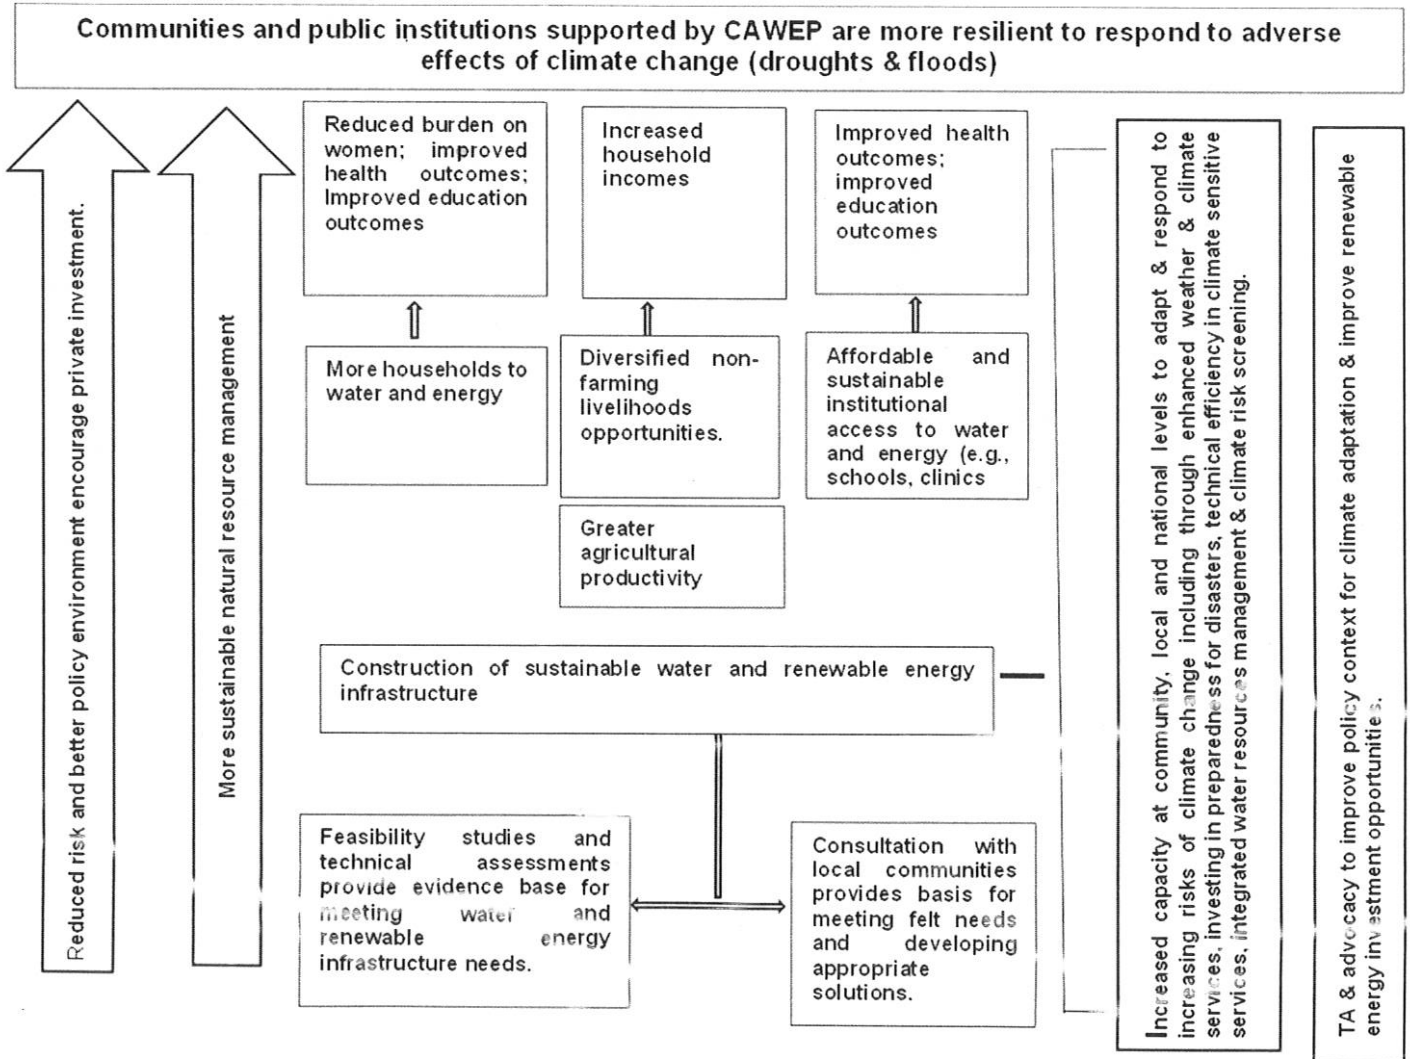 Communities and public institutions supported by CAWEP are more resilient to respond to adverse
effects of climate change (droughts & floods)
Reduced risk and better policy environment encourage private investment.
More sustainable natural resource management
Reduced burden on
women; improved
health outcomes;
Improved education
outcomes
Increased
household
incomes
Improved health
outcomes;
improved
education
outcomes
More households to
water and energy
Diversified non-
farming
livelihoods
opportunities.
Affordable and
sustainable
institutional
access to water
and energy (e.g.,
schools, clinics
Greater
agricultural
productivity
Construction of sustainable water and renewable energy
infrastructure
Feasibility studies and
technical assessments
provide evidence base for
meeting water and
renewable energy
infrastructure needs.
Consultation with
local communities
provides basis for
meeting felt needs
and developing
appropriate
solutions.
Increased capacity at community, local and national levels to adapt & respond to
increasing risks of climate change including through enhanced weather & climate
services, investing in preparedness for disasters, technical efficiency in climate sensitive
services, integrated water resources management & climate risk screening.
TA & advocacy to improve policy context for climate adaptation & improve renewable
energy investment opportunities.